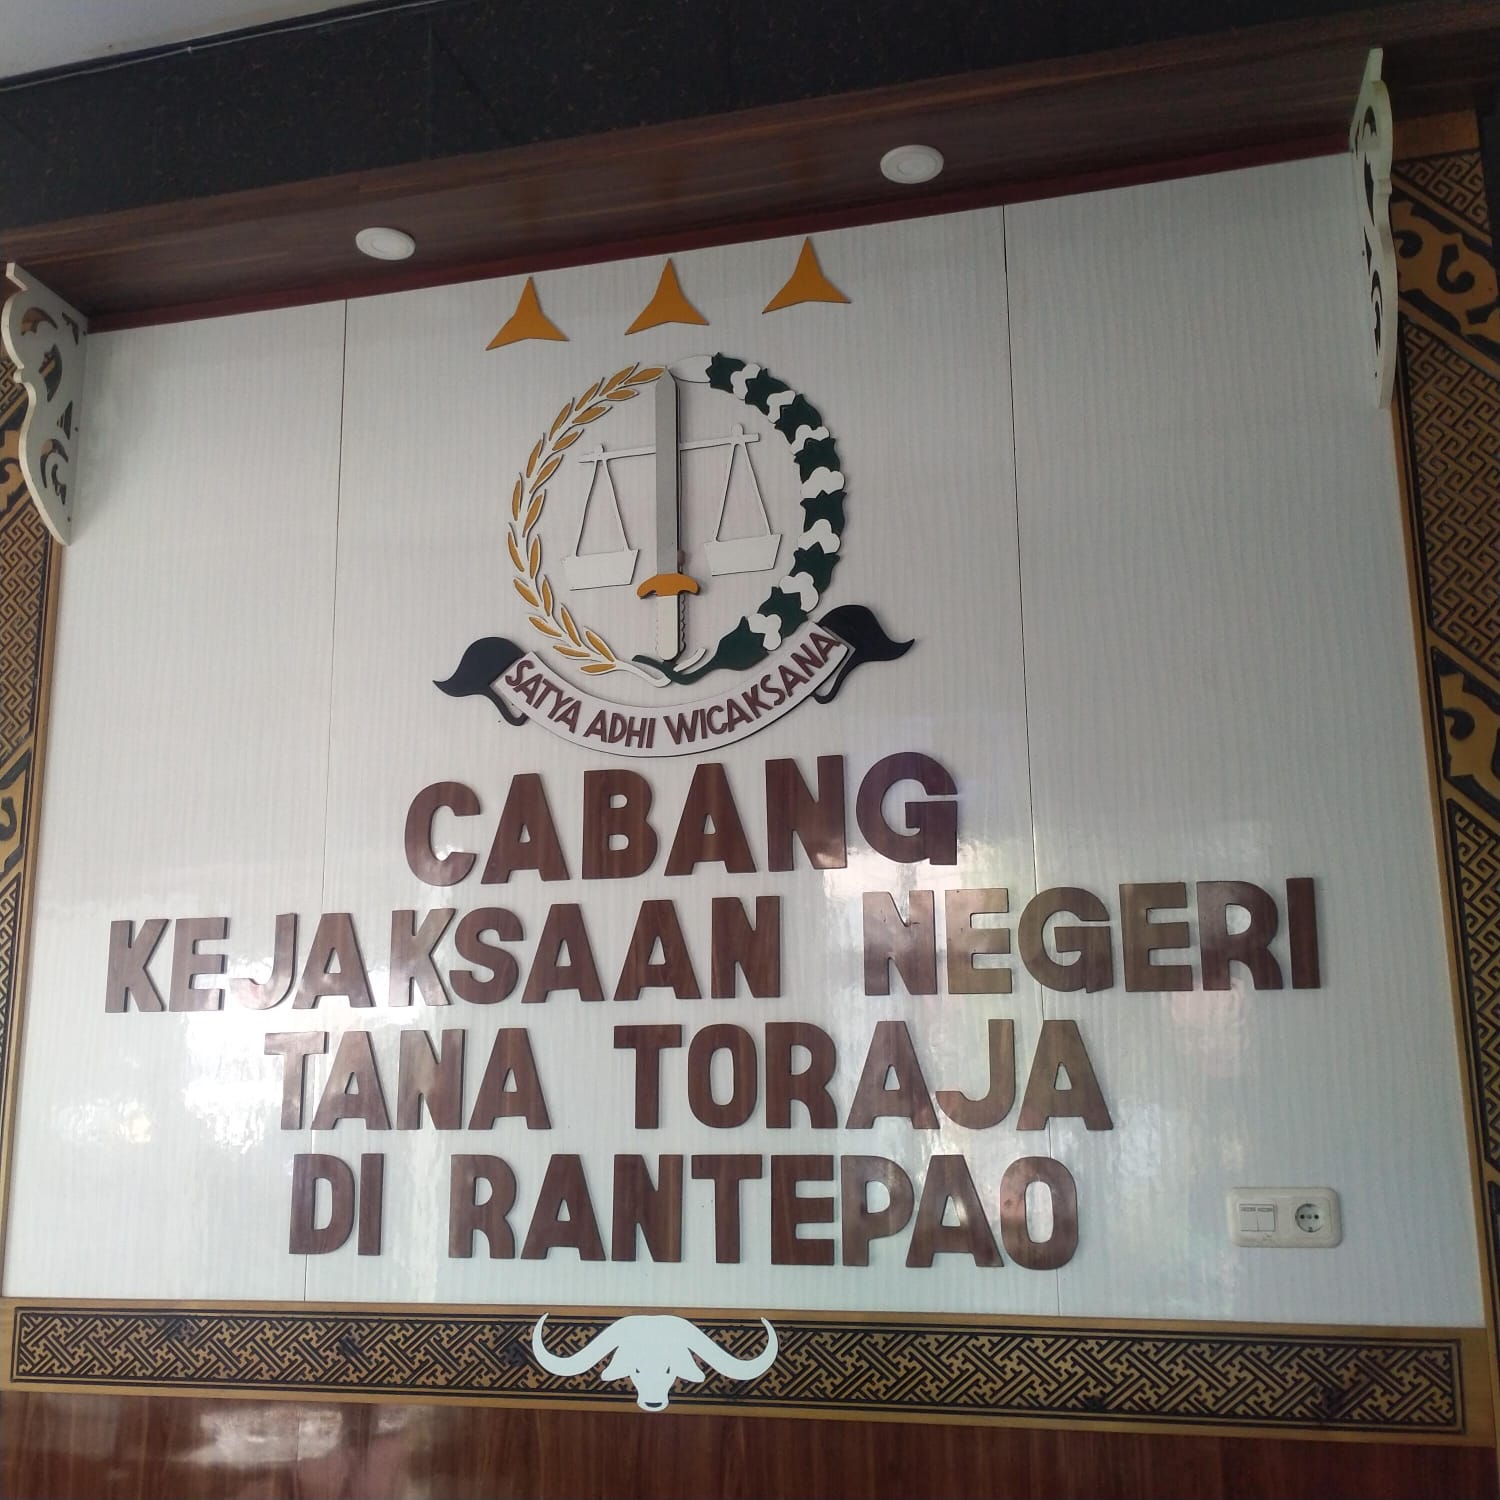 SATYA ADHI WICAKSANA
CABANG
KEJAKSAAN NEGERI
TANA TORAJA
DI RANTEPAO